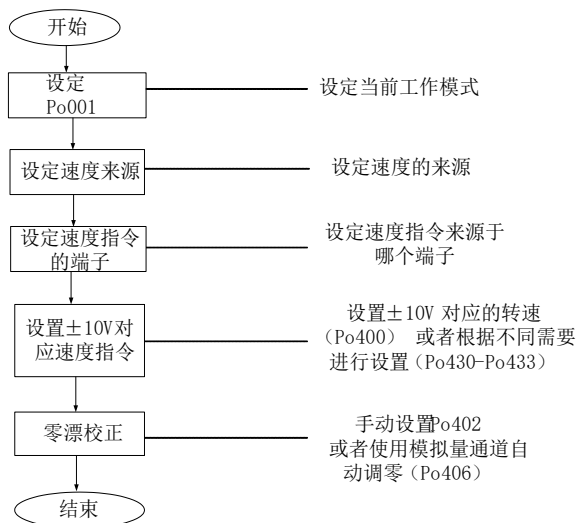 开始
设定
Po001
设定当前工作模式
设定速度来源
设定速度的来源
设定速度指令
的端子
设定速度指令来源于
哪个端子
设置±10V对
应速度指令
设置±10V 对应的转速
（Po400） 或者根据不同需要
进行设置（Po430-Po433）
零漂校正
手动设置Po402
或者使用模拟量通道自
动调零（Po406）
结束